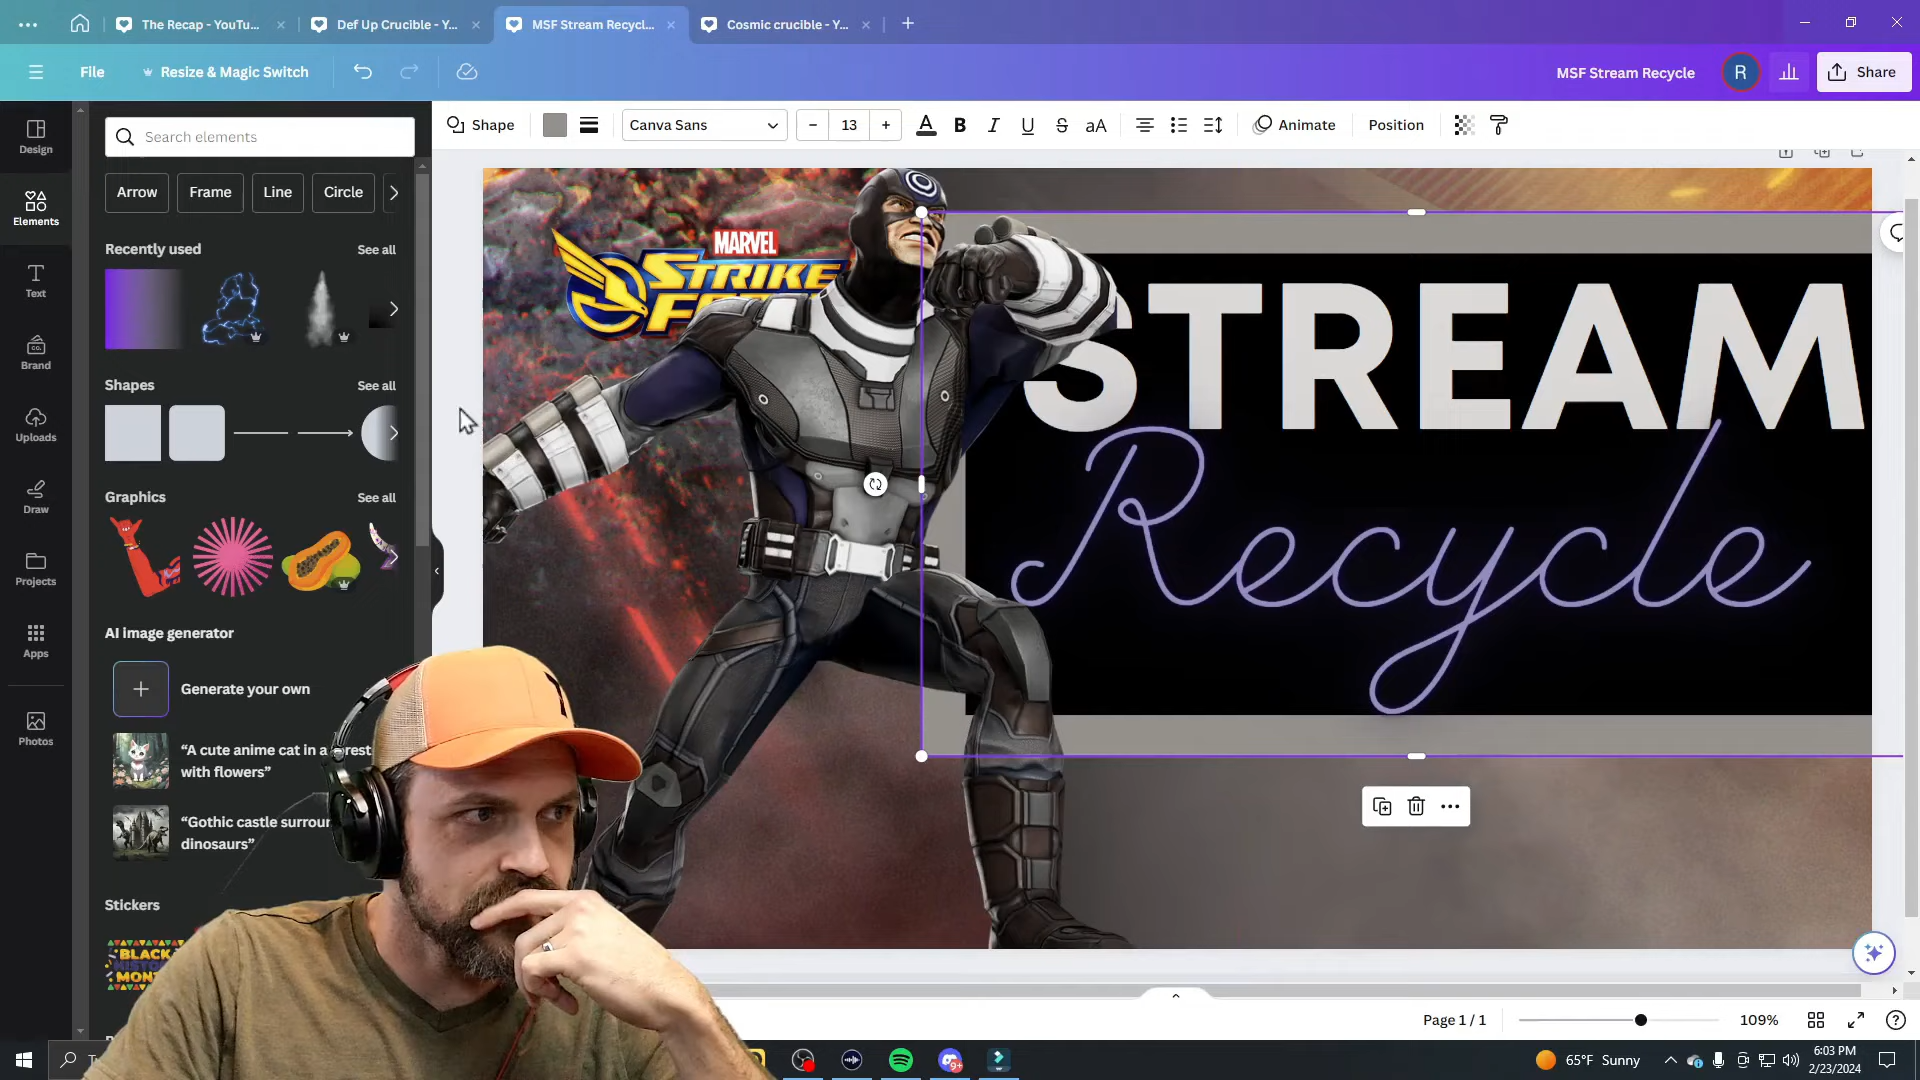 The Recap - YouTu...
Def Up Crucible - Y...
MSF Stream Recycl...
Cosmic crucible - Y...
File
Resize & Magic Switch
MSF Stream Recycle
R
Share
Design
Search elements
Shape
Canva Sans
13
B
I
U
S
aA
Animate
Position
Elements
Arrow
Frame
Line
Circle
Recently used
See all
MARVEL
STRIKE
STREAM
Recycle
Text
Brand
Shapes
See all
Uploads
Graphics
See all
Draw
Projects
AI image generator
Apps
Generate your own
Photos
"A cute anime cat in a
with flowers"
"Gothic castle
dinosaurs"
Stickers
BLACK
HISTORY
MONT
Page 1 / 1
109%
9+
65°F Sunny
6:03 PM
2/23/2024